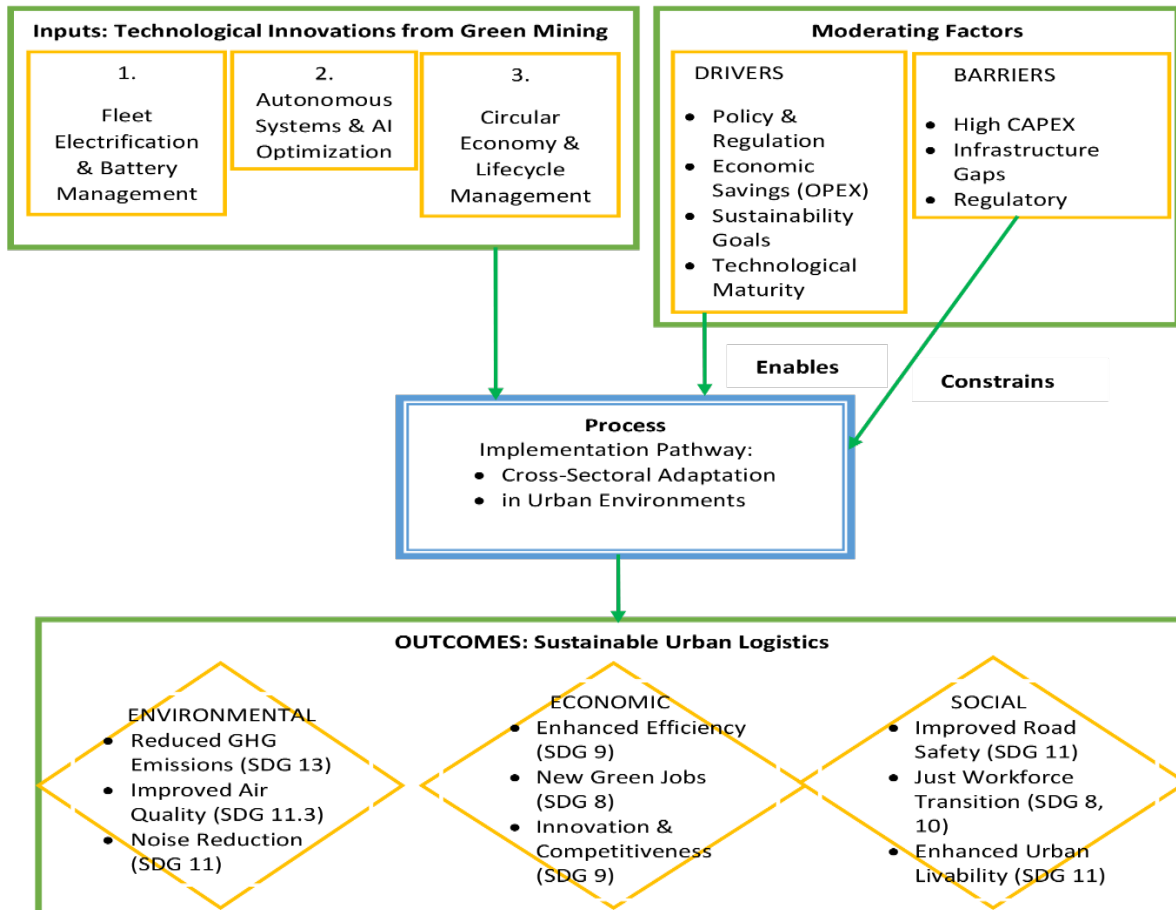 Inputs: Technological Innovations from Green Mining
1.
Fleet
Electrification
& Battery
Management
2.
Autonomous
Systems & AI
Optimization
3.
Circular
Economy &
Lifecycle
Management
Moderating Factors
DRIVERS
• Policy &
Regulation
• Economic
Savings (OPEX)
• Sustainability
Goals
• Technological
Maturity
BARRIERS
• High CAPEX
• Infrastructure
Gaps
• Regulatory
Enables
Constrains
Process
Implementation Pathway:
• Cross-Sectoral Adaptation
• in Urban Environments
OUTCOMES: Sustainable Urban Logistics
ENVIRONMENTAL
• Reduced GHG
Emissions (SDG 13)
• Improved Air
Quality (SDG 11.3)
• Noise Reduction
(SDG 11)
ECONOMIC
• Enhanced Efficiency
(SDG 9)
• New Green Jobs
(SDG 8)
• Innovation &
Competitiveness
(SDG 9)
SOCIAL
• Improved Road
Safety (SDG 11)
• Just Workforce
Transition (SDG 8,
10)
• Enhanced Urban
Livability (SDG 11)